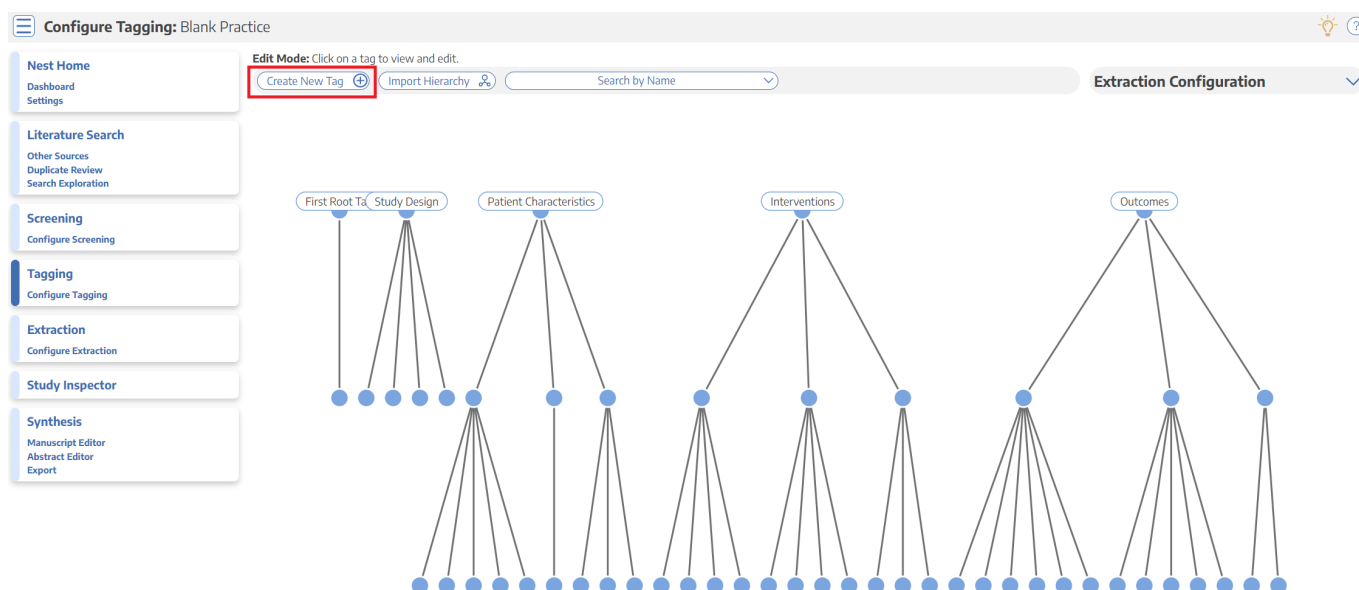 Configure Tagging: Blank Practice
?
Nest Home
Dashboard
Settings
Literature Search
Other Sources
Duplicate Review
Search Exploration
Screening
Configure Screening
Tagging
Configure Tagging
Extraction
Configure Extraction
Study Inspector
Synthesis
Manuscript Editor
Abstract Editor
Export
Edit Mode: Click on a tag to view and edit.
Create New Tag
Import Hierarchy
Search by Name
Extraction Configuration
First Root Ta
Study Design
Patient Characteristics
Interventions
Outcomes